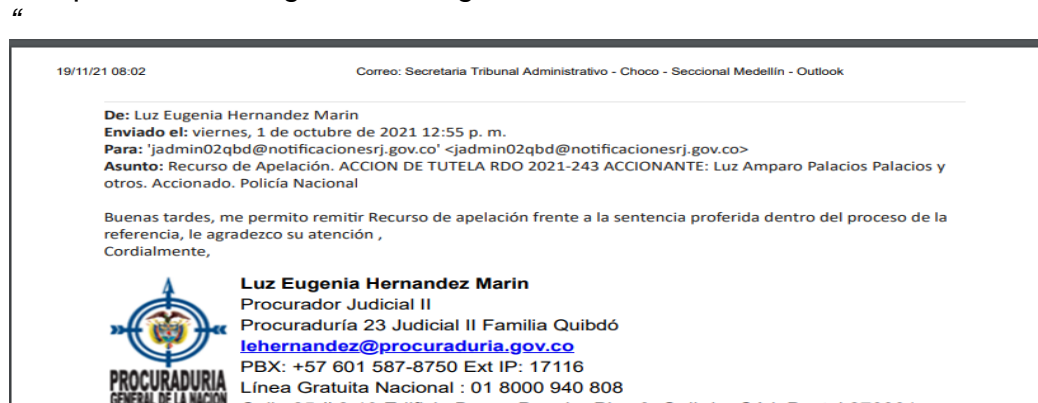 “
19/11/21 08:02 Correo: Secretaria Tribunal Administrativo - Choco - Seccional Medellín - Outlook
De: Luz Eugenia Hernandez Marin
Enviado el: viernes, 1 de octubre de 2021 12:55 p. m.
Para: 'jadmin02qbd@notificacionesrj.gov.co' <jadmin02qbd@notificacionesrj.gov.co>
Asunto: Recurso de Apelación. ACCION DE TUTELA RDO 2021-243 ACCIONANTE: Luz Amparo Palacios Palacios y
otros. Accionado. Policía Nacional
Buenas tardes, me permito remitir Recurso de apelación frente a la sentencia proferida dentro del proceso de la
referencia, le agradezco su atención ,
Cordialmente,
Luz Eugenia Hernandez Marin
Procurador Judicial II
Procuraduría 23 Judicial II Familia Quibdó
lehernandez@procuraduria.gov.co
PBX: +57 601 587-8750 Ext IP: 17116
Línea Gratuita Nacional : 01 8000 940 808
PROCURADURIA
GENERAL DE LA NACION